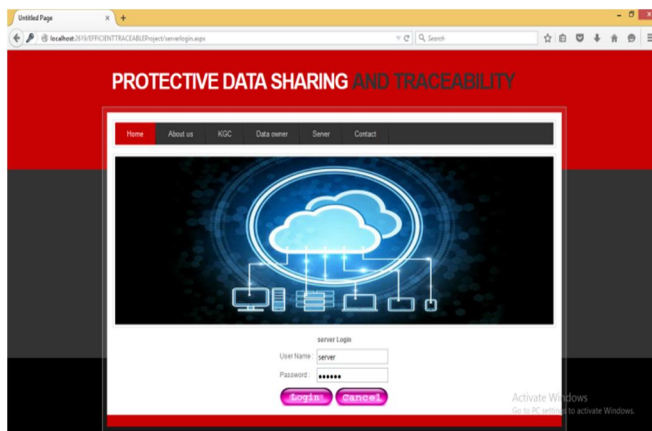 Untitled Page
localhost:2619/EFFICIENTTRACEABLEProject/serverlogin.aspx
Search
PROTECTIVE DATA SHARING AND TRACEABILITY
Home About us KGC Data owner Server Contact
server Login
User Name : server
Password :
Login Cancel
Activate Windows
Go to PC settings to activate Windows.